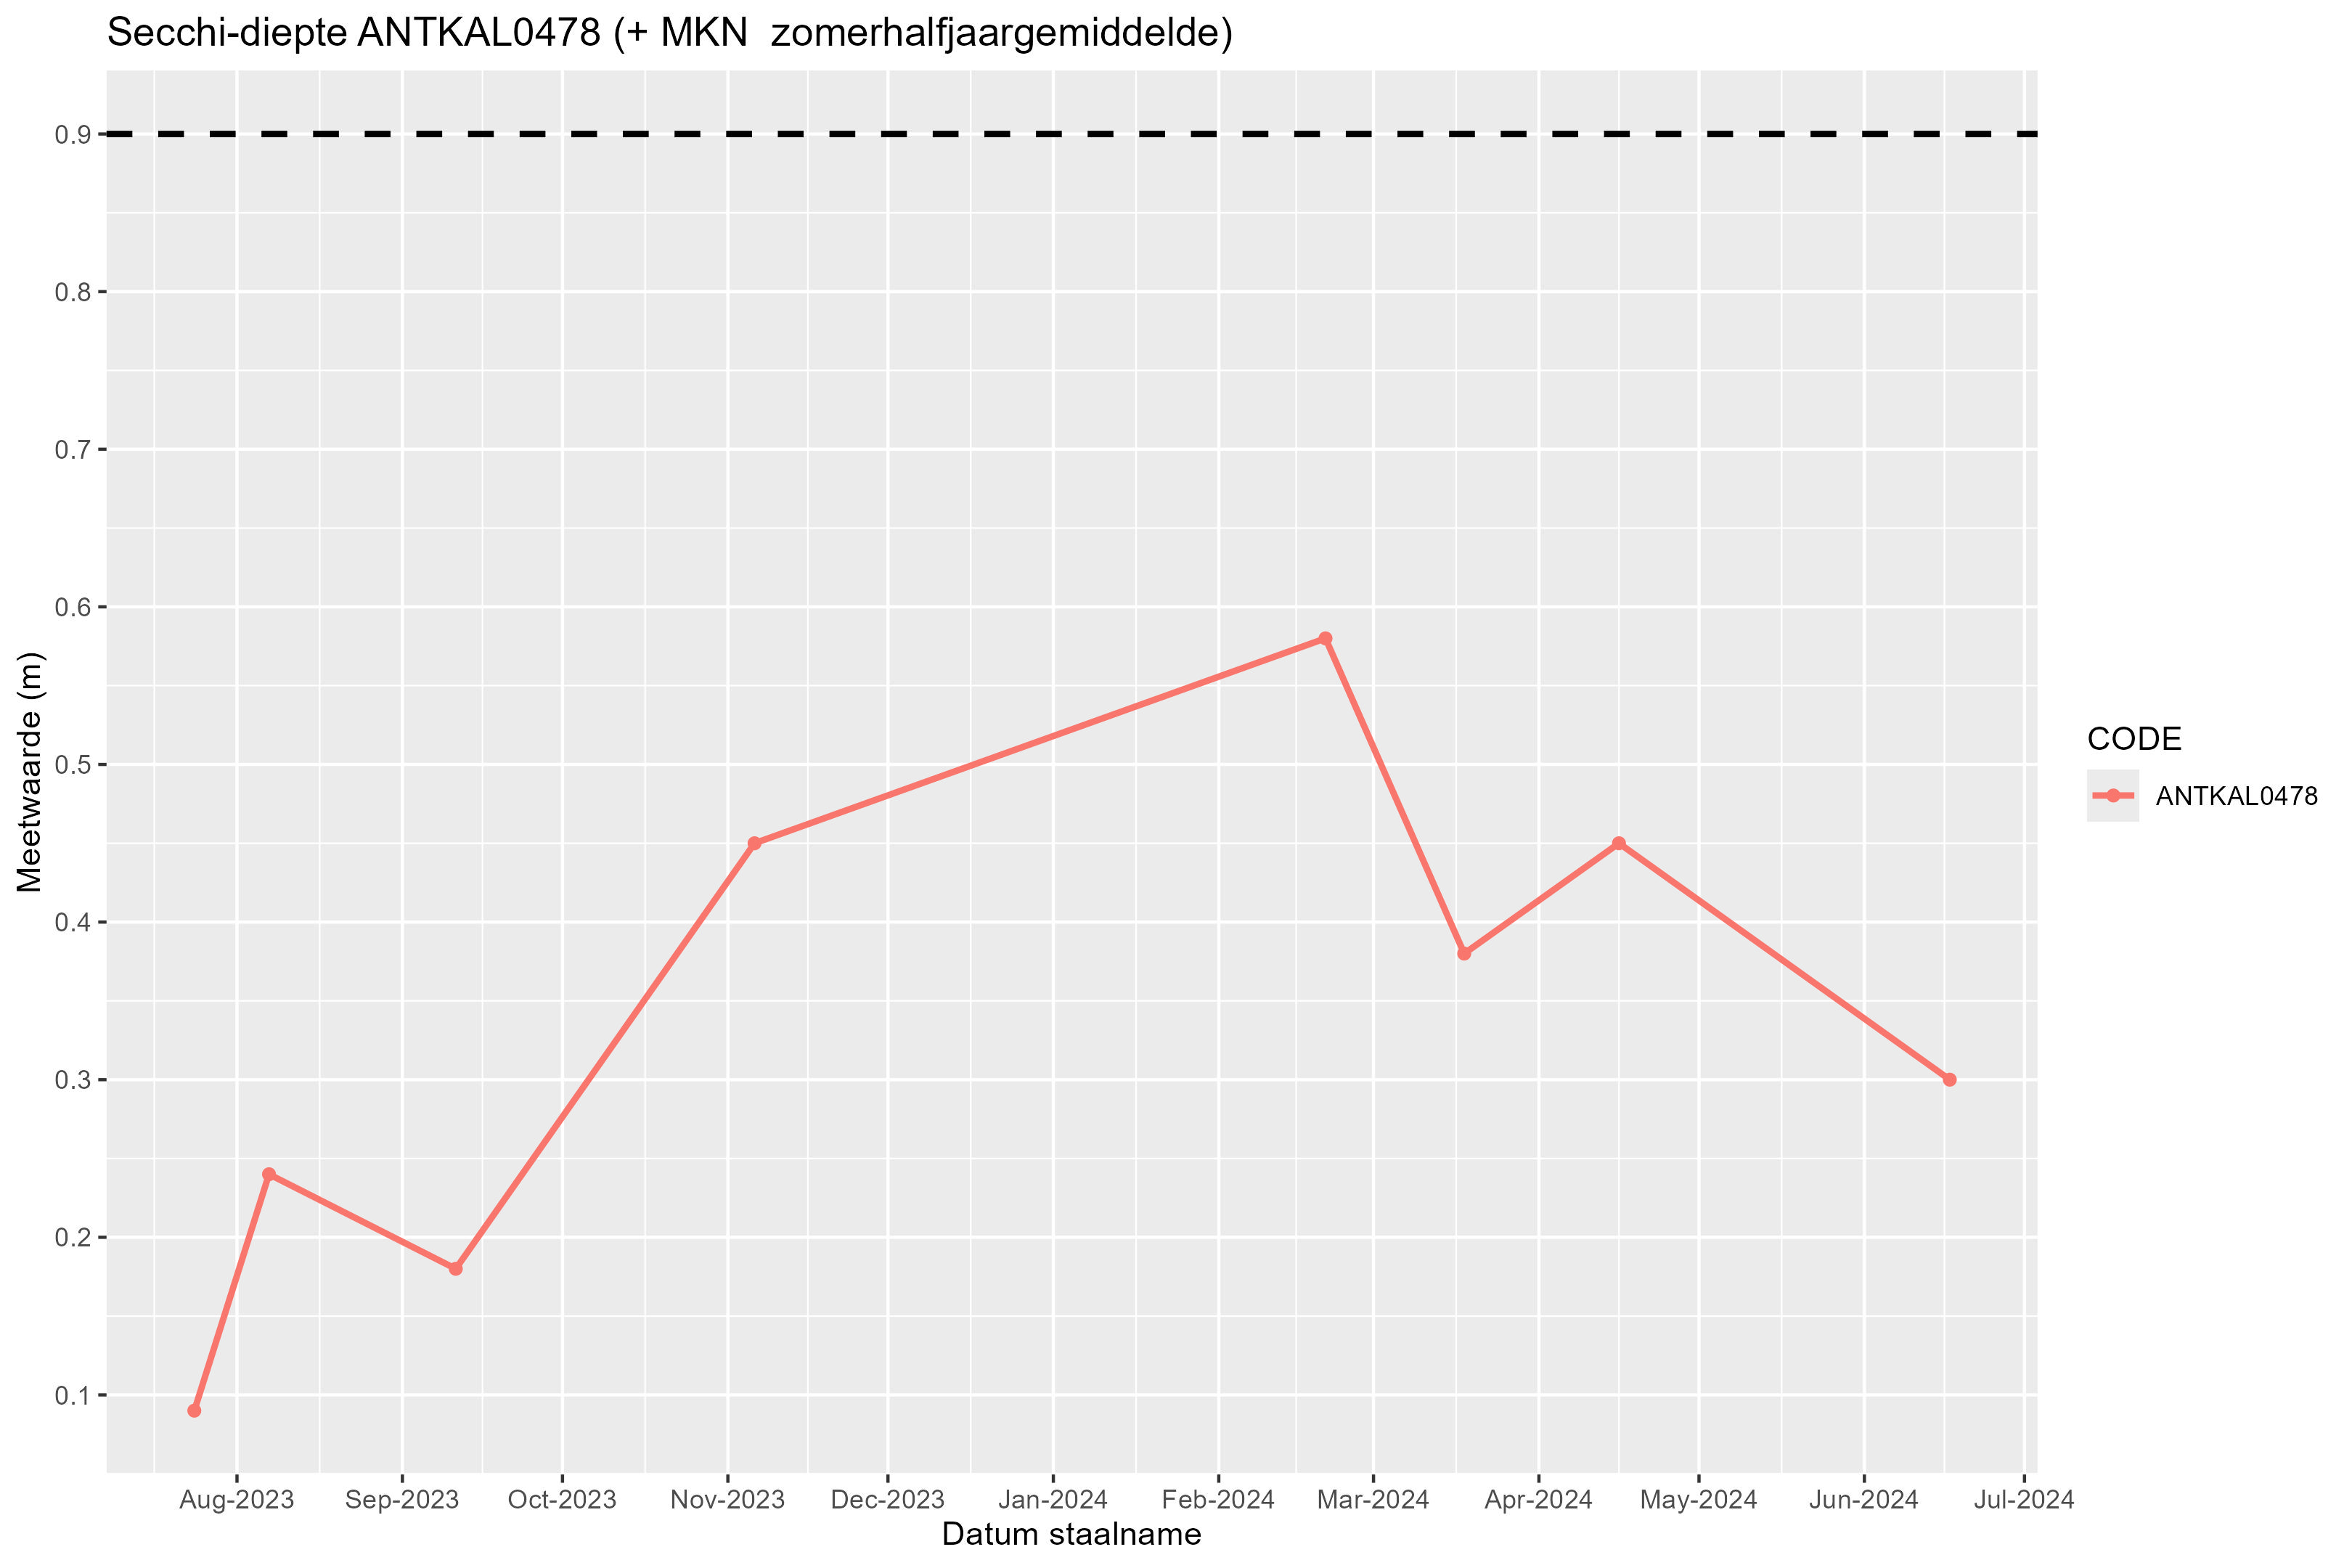 Secchi-diepte ANTKAL0478 (+ MKN  zomerhalfjaargemiddelde)
Meetwaarde (m)
0.9
0.8
0.7
0.6
0.5
0.4
0.3
0.2
0.1
Aug-2023 Sep-2023 Oct-2023 Nov-2023 Dec-2023 Jan-2024 Feb-2024 Mar-2024 Apr-2024 May-2024 Jun-2024 Jul-2024
Datum staalname
CODE
ANTKAL0478